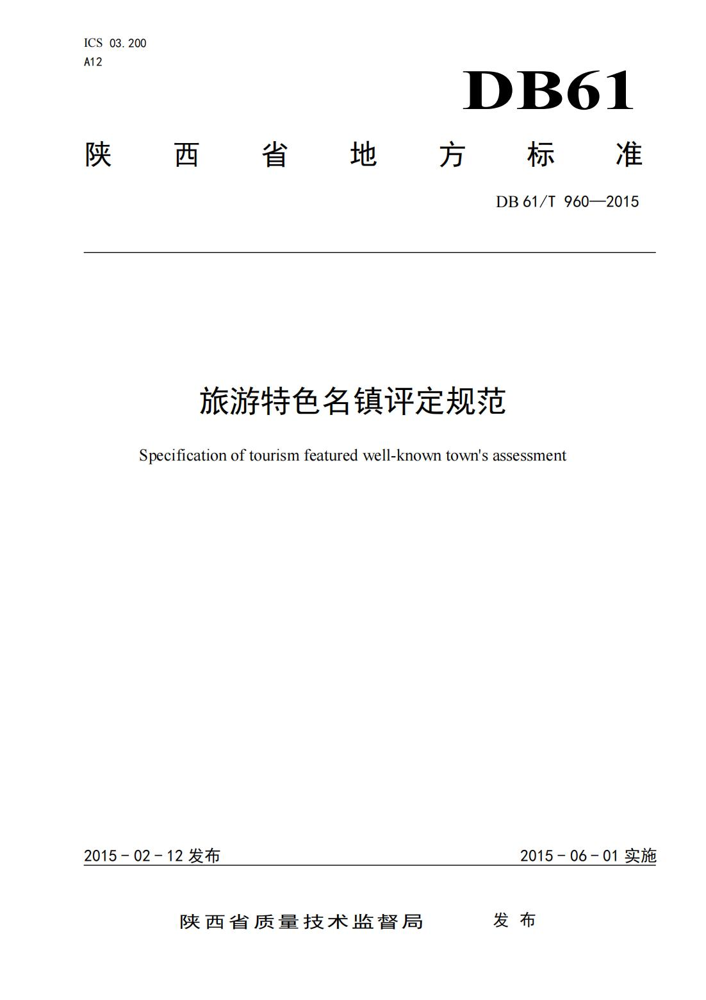 ICS 03.200
A12
DB61
陕西省地方标准
DB 61/T 960—2015
旅游特色名镇评定规范
Specification of tourism featured well-known town's assessment
2015－02－12 发布
2015－06－01 实施
陕西省质量技术监督局 发布